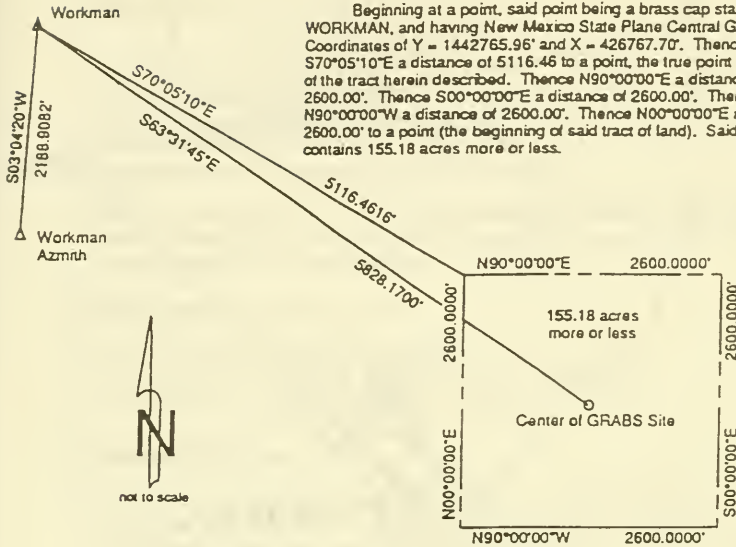 Workman
Beginning at a point, said point being a brass cap sta
WORKMAN, and having New Mexico State Plane Central G
Coordinates of Y = 1442765.96' and X = 426767.70'. Thenc
S70°05'10"E a distance of 5116.46 to a point, the true point
of the tract herein described. Thence N90°00'00"E a distanc
2600.00'. Thence S00°00'00"E a distance of 2600.00'. Then
N90°00'00"W a distance of 2600.00'. Thence N00°00'00"E a
2600.00' to a point (the beginning of said tract of land). Said
contains 155.18 acres more or less.
S03°04'20"W
2188.9082'
S70°05'10"E
S63°31'45"E
5116.4616'
5828.1700'
Workman
Azmith
N90°00'00"E 2600.0000'
2600.0000'
155.18 acres
more or less
2600.0000'
Center of GRABS Site
N00°00'00"E
S00°00'00"E
N90°00'00"W 2600.0000'
N
not to scale